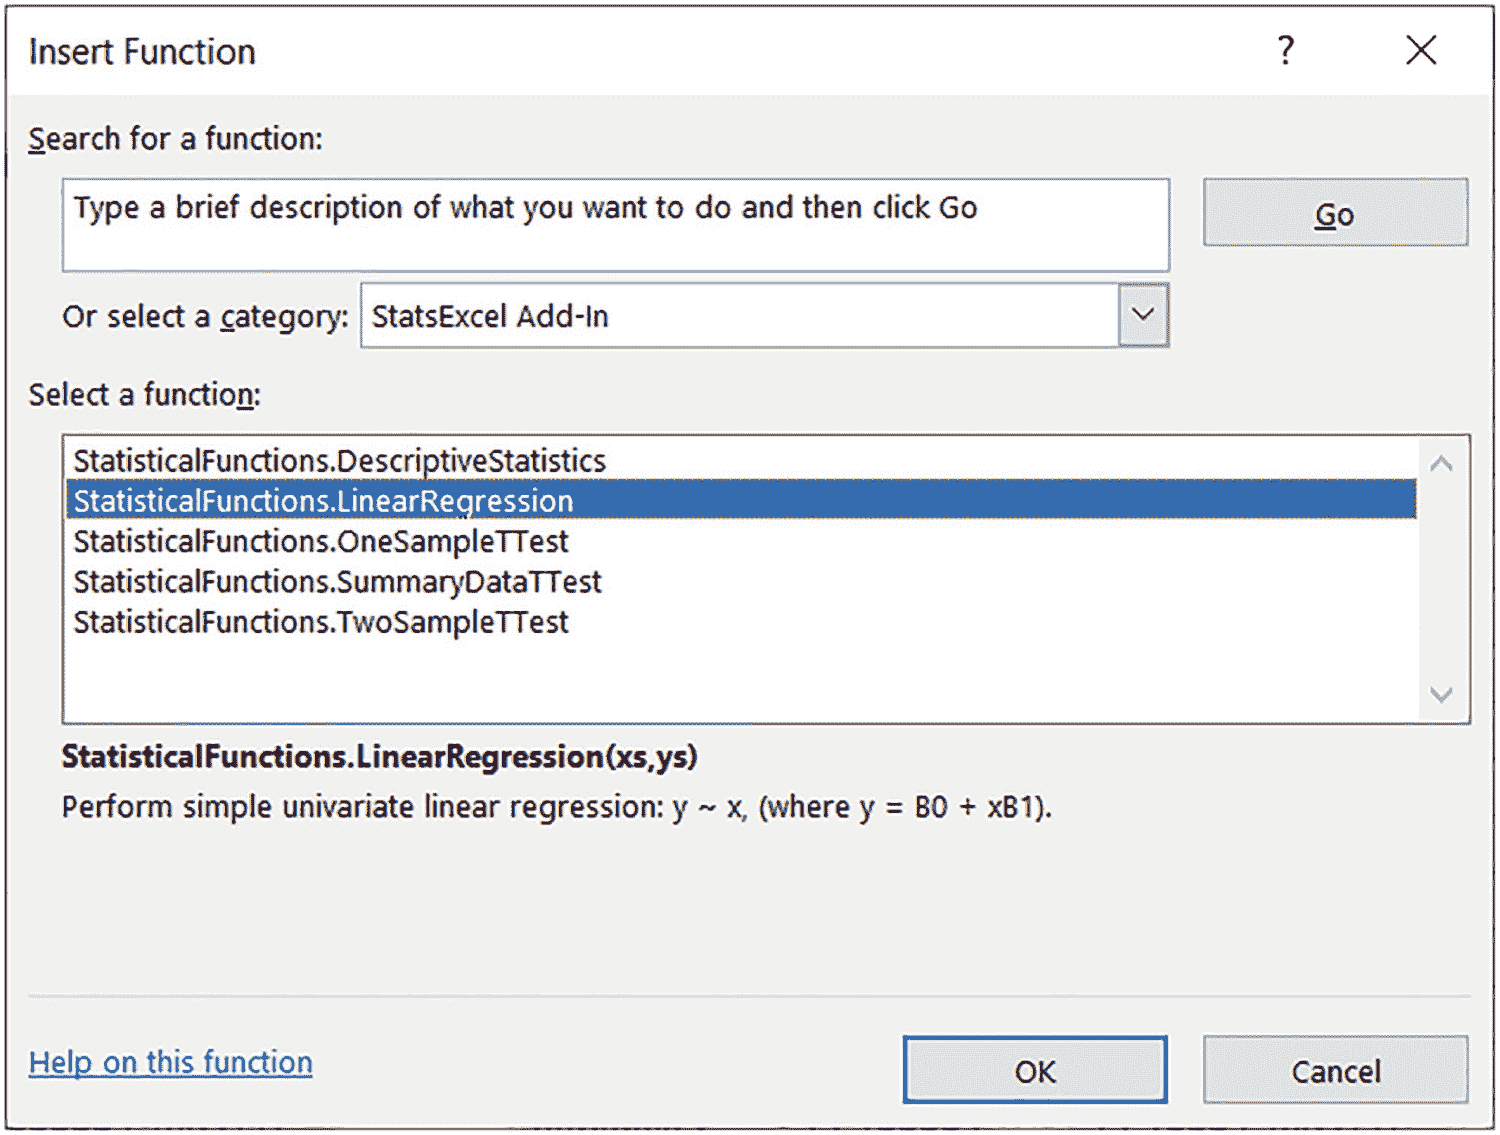 Insert Function
?
Search for a function:
Type a brief description of what you want to do and then click Go
Go
Or select a category:
StatsExcel Add-In
Select a function:
StatisticalFunctions.DescriptiveStatistics
StatisticalFunctions.LinearRegression
StatisticalFunctions.OneSampleTTest
StatisticalFunctions.SummaryDataTTest
StatisticalFunctions.TwoSampleTTest
StatisticalFunctions.LinearRegression(xs,ys)
Perform simple univariate linear regression: y ~ x, (where y = B0 + xB1).
Help on this function
OK
Cancel